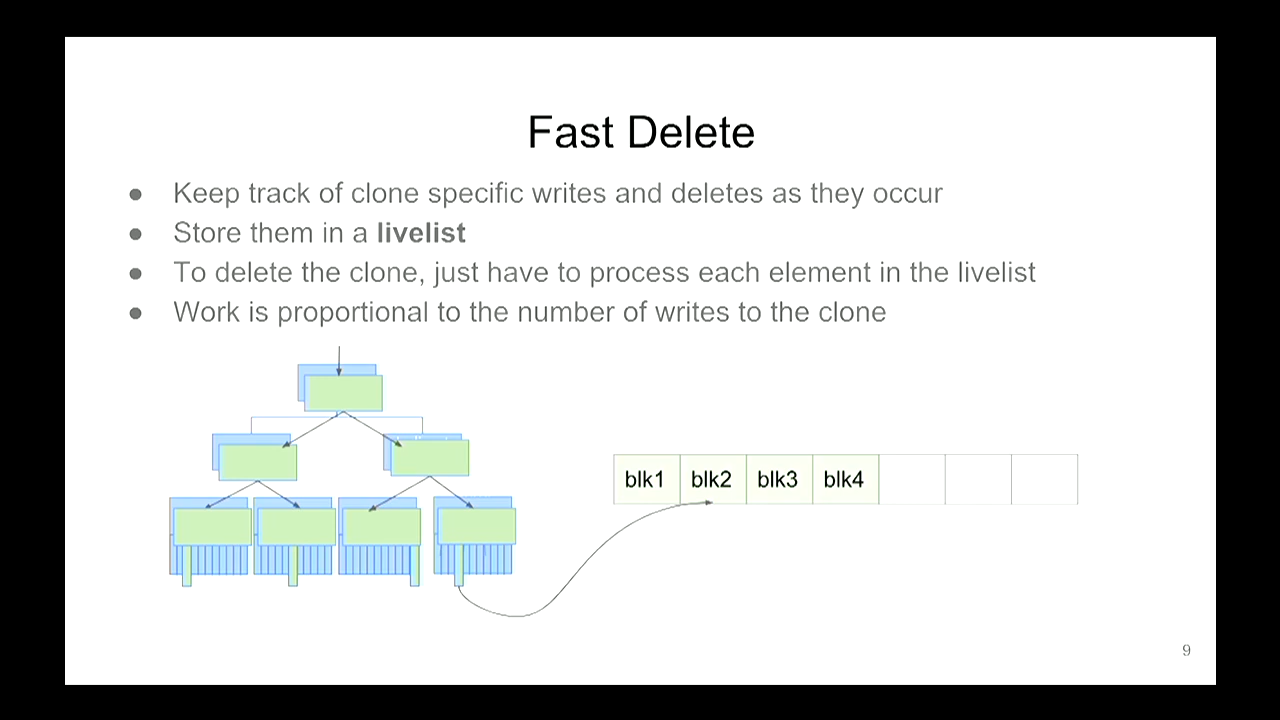 Fast Delete
● Keep track of clone specific writes and deletes as they occur
● Store them in a livelist
● To delete the clone, just have to process each element in the livelist
● Work is proportional to the number of writes to the clone
blk1 blk2 blk3 blk4
9